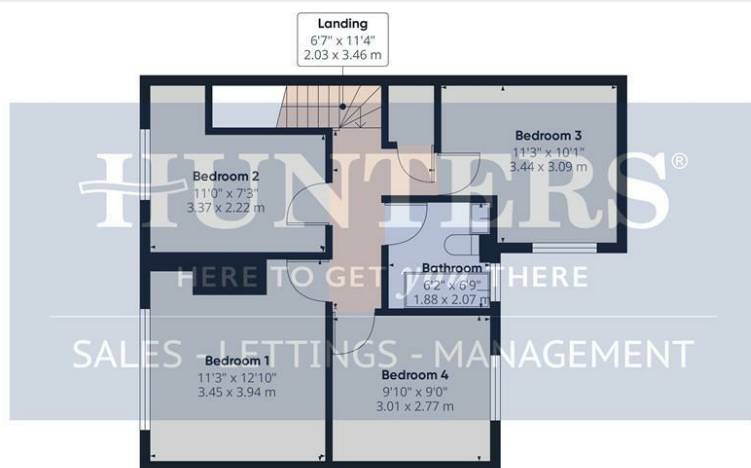 Landing
6'7" x 11'4"
2.03 x 3.46 m
Bedroom 3
11'3" x 10'1"
3.44 x 3.09 m
Bedroom 2
11'0" x 7'3"
3.37 x 2.22 m
HUNTERS®
HERE TO GET you THERE
Bathroom
6'2" x 6'9"
1.88 x 2.07 m
SALES - LETTINGS - MANAGEMENT
Bedroom 1
11'3" x 12'10"
3.45 x 3.94 m
Bedroom 4
9'10" x 9'0"
3.01 x 2.77 m